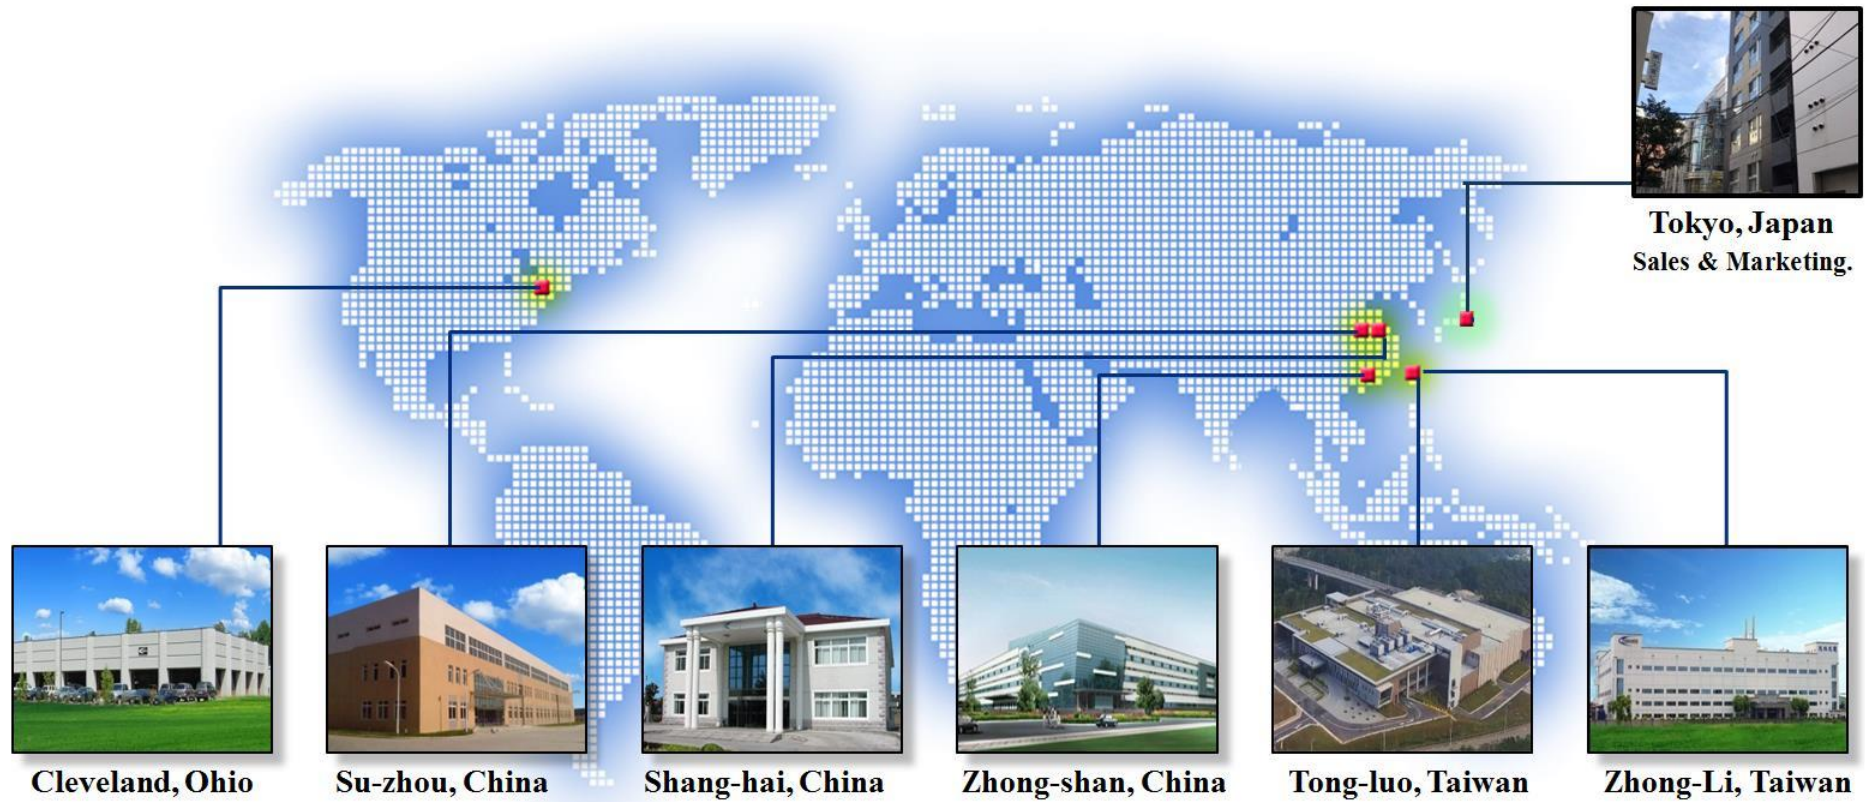 Tokyo, Japan
Sales & Marketing.
Cleveland, Ohio
Su-zhou, China
Shang-hai, China
Zhong-shan, China
Tong-luo, Taiwan
Zhong-Li, Taiwan